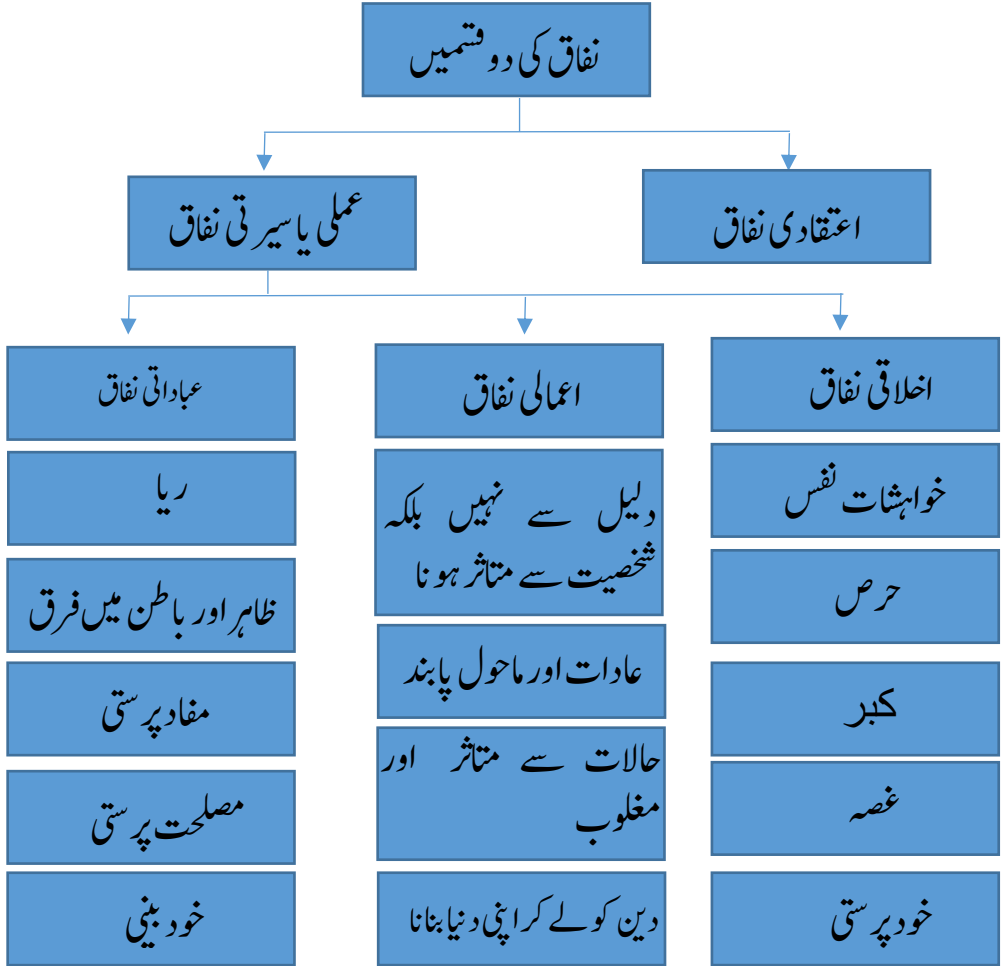 نفاق کی دو قسمیں
اعتقادی نفاق
عملی یا سیرتی نفاق
اخلاقی نفاق
خواہشات نفس
حرص
کبر
غصہ
خود پرستی
اعمالی نفاق
دلیل سے نہیں بلکہ
شخصیت سے متاثر ہونا
عادات اور ماحول پابند
حالات سے متاثر اور
مغلوب
دین کو لے کر اپنی دنیا بنانا
عباداتی نفاق
ریا
ظاہر اور باطن میں فرق
مفاد پرستی
مصلحت پرستی
خود بینی